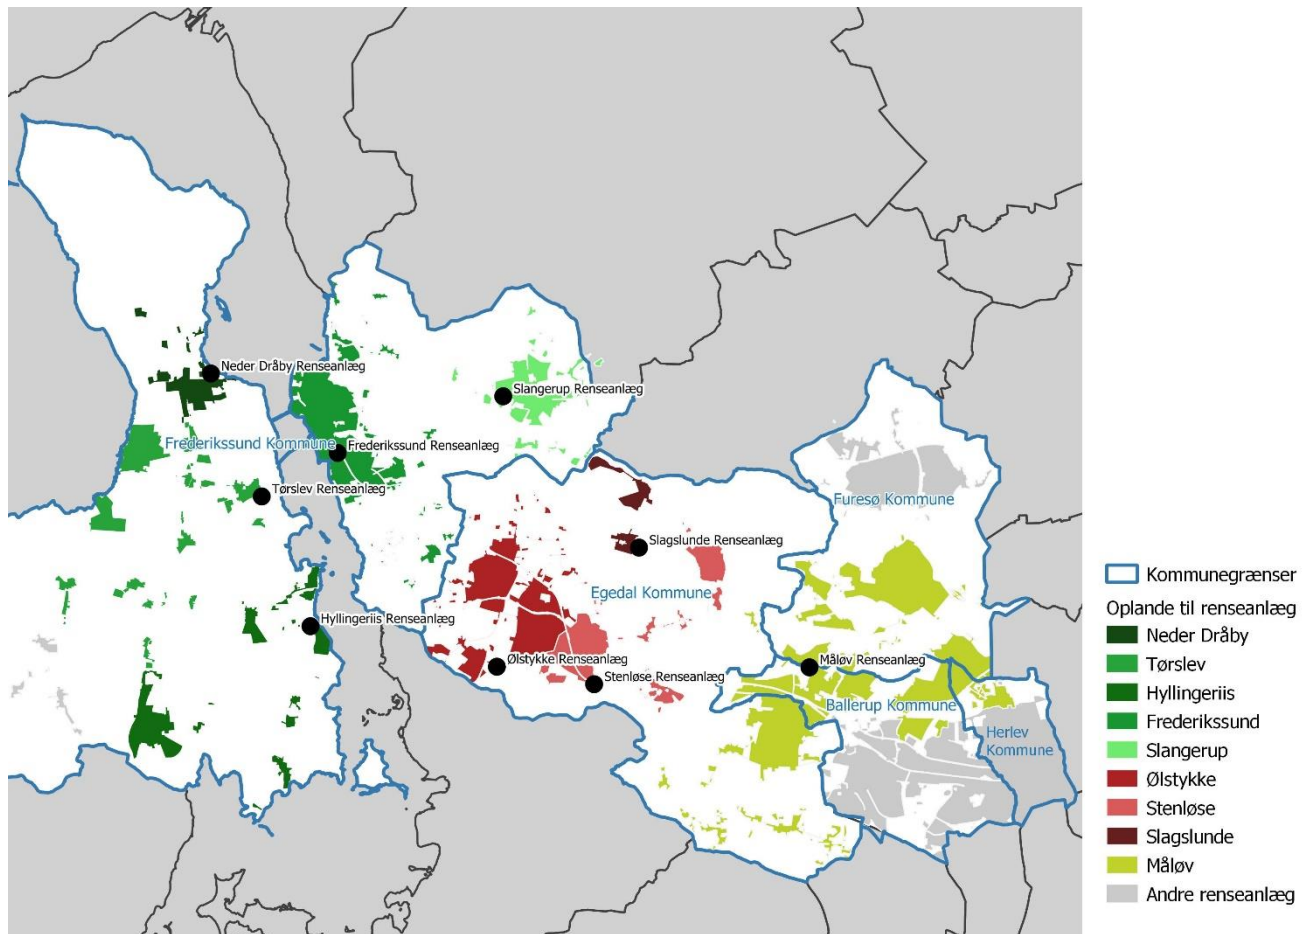 Neder Dråby Renseanlæg
Slangerup Renseanlæg
Frederikssund Kommune
Frederikssund Renseanlæg
Tørslev Renseanlæg
Furesø Kommune
Slagslunde Renseanlæg
Egedal Kommune
Hyllingeriis Renseanlæg
Ølstykke Renseanlæg
Måløv Renseanlæg
Stenløse Renseanlæg
Ballerup Kommune
Herlev
Kommune
Kommunegrænser
Oplande til renseanlæg
Neder Dråby
Tørslev
Hyllingeriis
Frederikssund
Slangerup
Ølstykke
Stenløse
Slagslunde
Måløv
Andre renseanlæg